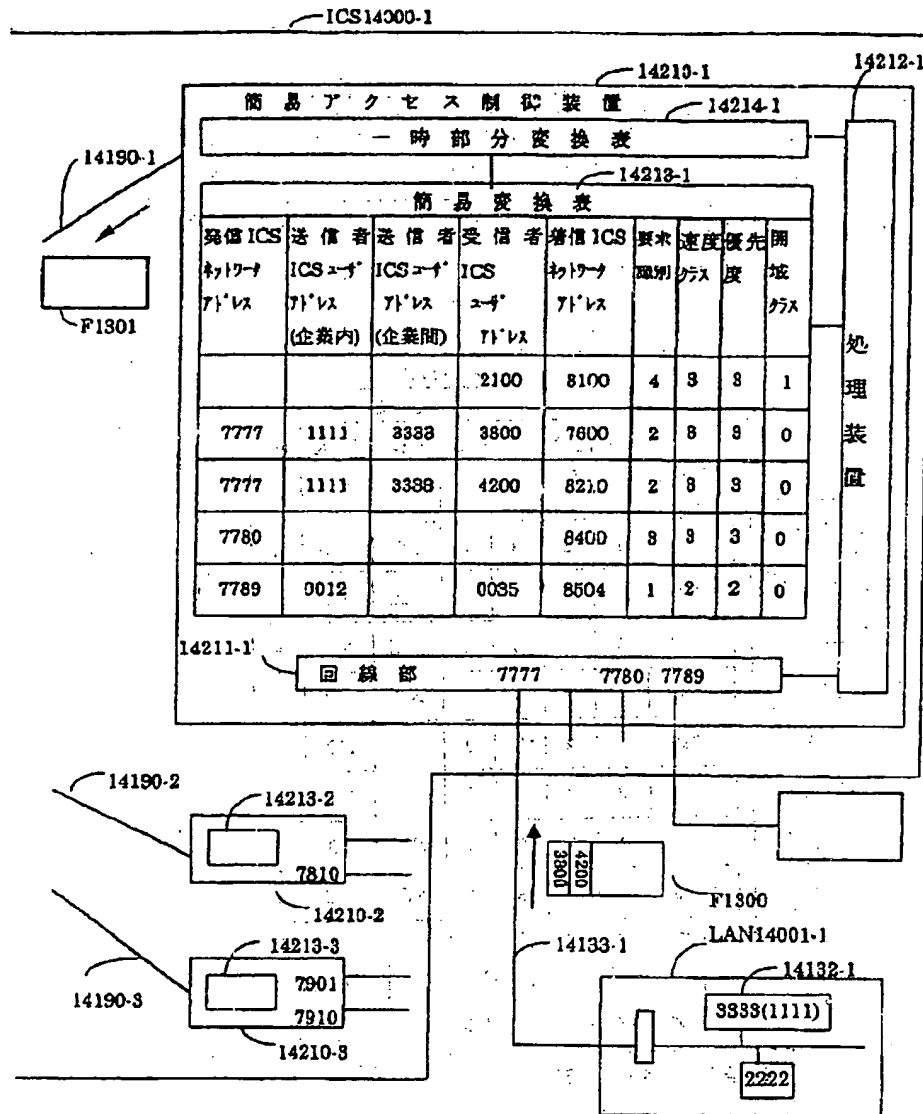 ICS14000-1
14210-1
14212-1
簡易アクセス制御装置
14214-1
一時部分変換表
14190-1
14213-1
簡易変換表
発信ICS 送信者 送信者 受信者 着信ICS 要求 速度 優先 開
ネットワーク ICSユーザ ICSユーザ ICS ネットワーク 識別 クラス 度 域
アドレス アドレス アドレス ユーザ アドレス クラス
(企業内) (企業間) アドレス
F1301
2100 8100 4 3 3 1
7777 1111 3333 3800 7600 2 3 3 0
7777 1111 3333 4200 8210 2 3 3 0
7780 8400 3 3 3 0
7789 0012 0035 8504 1 2 2 0
処理装置
14211-1
回線部 7777 7780 7789
14190-2
14213-2
7810
14210-2
4200
3300
F1300
14213-3
14133-1
LAN14001-1
7901
14132-1
14190-3
7910
3333(1111)
14210-3
2222